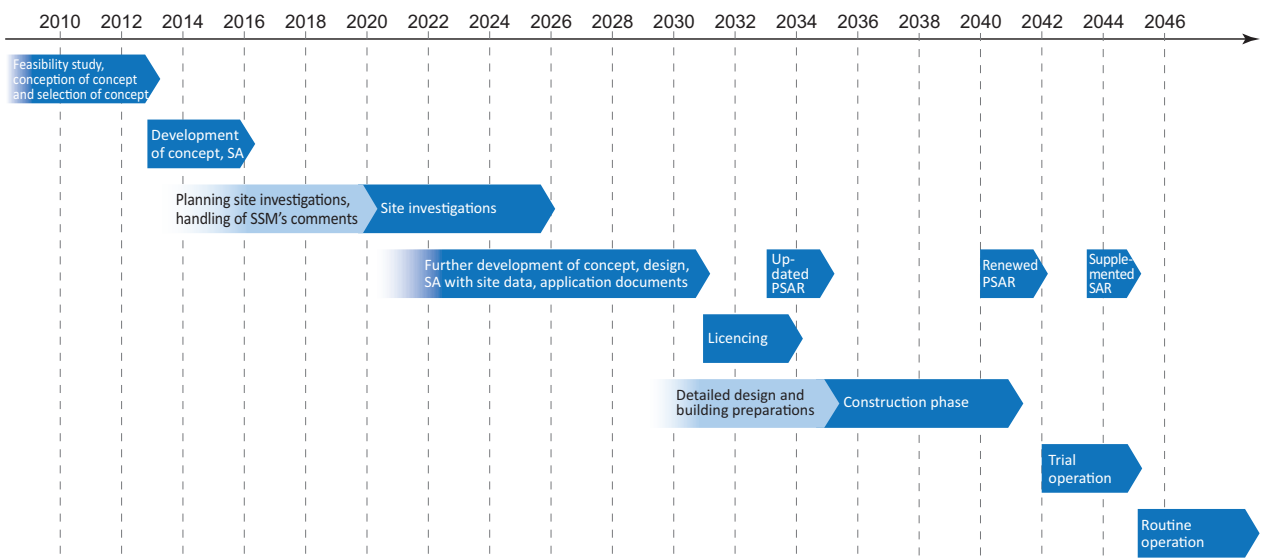 2010 2012 2014 2016 2018 2020 2022 2024 2026 2028 2030 2032 2034 2036 2038 2040 2042 2044 2046
Feasibility study,
conception of concept
and selection of concept
Development
of concept, SA
Planning site investigations,
handling of SSM's comments
Site investigations
Further development of concept, design,
SA with site data, application documents
Up-
dated
PSAR
Renewed
PSAR
Supple-
mented
SAR
Licencing
Detailed design and
building preparations
Construction phase
Trial
operation
Routine
operation